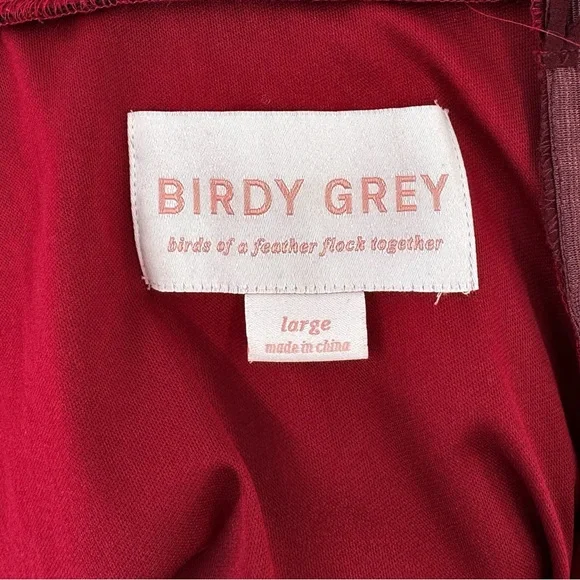 BIRDY GREY
birds of a feather flock together
large
made in china